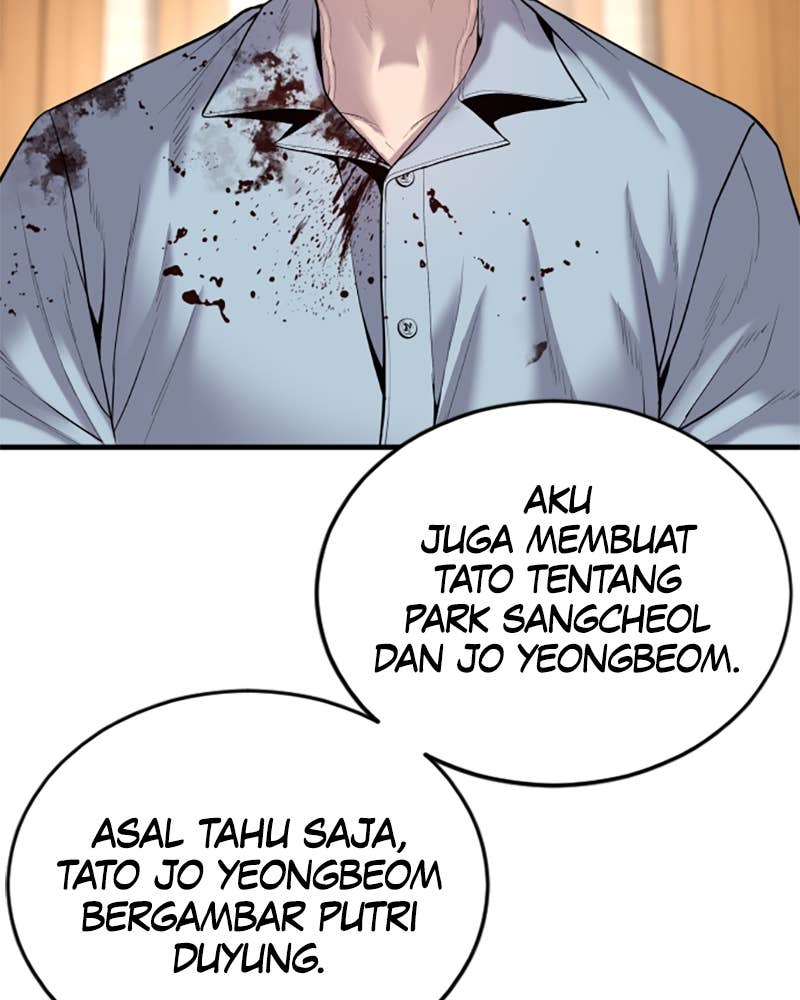 AKU
JUGA MEMBUAT
TATO TENTANG
PARK SANGCHEOL
DAN JO YEONGBEOM.
ASAL TAHU SAJA,
TATO JO YEONGBEOM
BERGAMBAR PUTRI
DUYUNG.